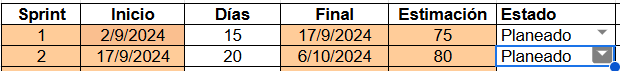 Sprint Inicio Días Final Estimación Estado
1 2/9/2024 15 17/9/2024 75 Planeado
2 17/9/2024 20 6/10/2024 80 Planeado